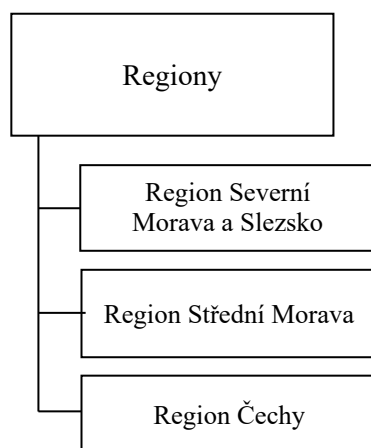 Regiony
Region Severní
Morava a Slezsko
Region Střední Morava
Region Čechy